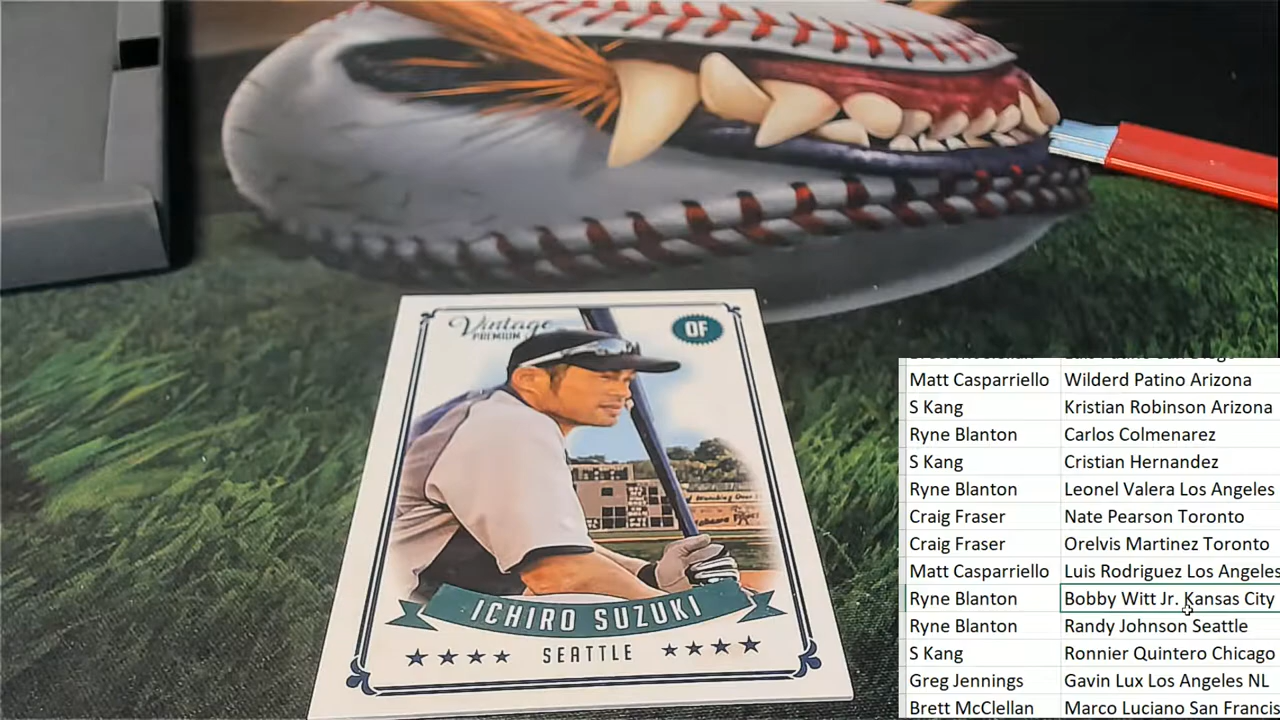 Vintage
PREMIUM
OF
ICHIRO SUZUKI
SEATTLE
Matt Casparriello Wilderd Patino Arizona
S Kang Kristian Robinson Arizona
Ryne Blanton Carlos Colmenarez
S Kang Cristian Hernandez
Ryne Blanton Leonel Valera Los Angeles
Craig Fraser Nate Pearson Toronto
Craig Fraser Orelvis Martinez Toronto
Matt Casparriello Luis Rodriguez Los Angeles
Ryne Blanton Bobby Witt Jr. Kansas City
Ryne Blanton Randy Johnson Seattle
S Kang Ronnier Quintero Chicago
Greg Jennings Gavin Lux Los Angeles NL
Brett McClellan Marco Luciano San Francis